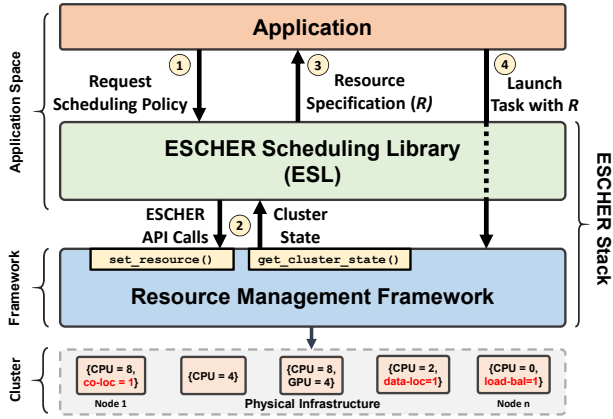 Application
Application Space
1
3
4
Request
Scheduling Policy
Resource
Specification (R)
Launch
Task with R
ESCHER Scheduling Library
(ESL)
ESCHER Stack
ESCHER
API Calls
2
Cluster
State
Framework
set_resource()
get_cluster_state()
Resource Management Framework
Cluster
{CPU = 8,
co-loc = 1}
{CPU = 4}
{CPU = 8,
GPU = 4}
{CPU = 2,
data-loc=1}
{CPU = 0,
load-bal=1}
Node 1
Physical Infrastructure
Node n